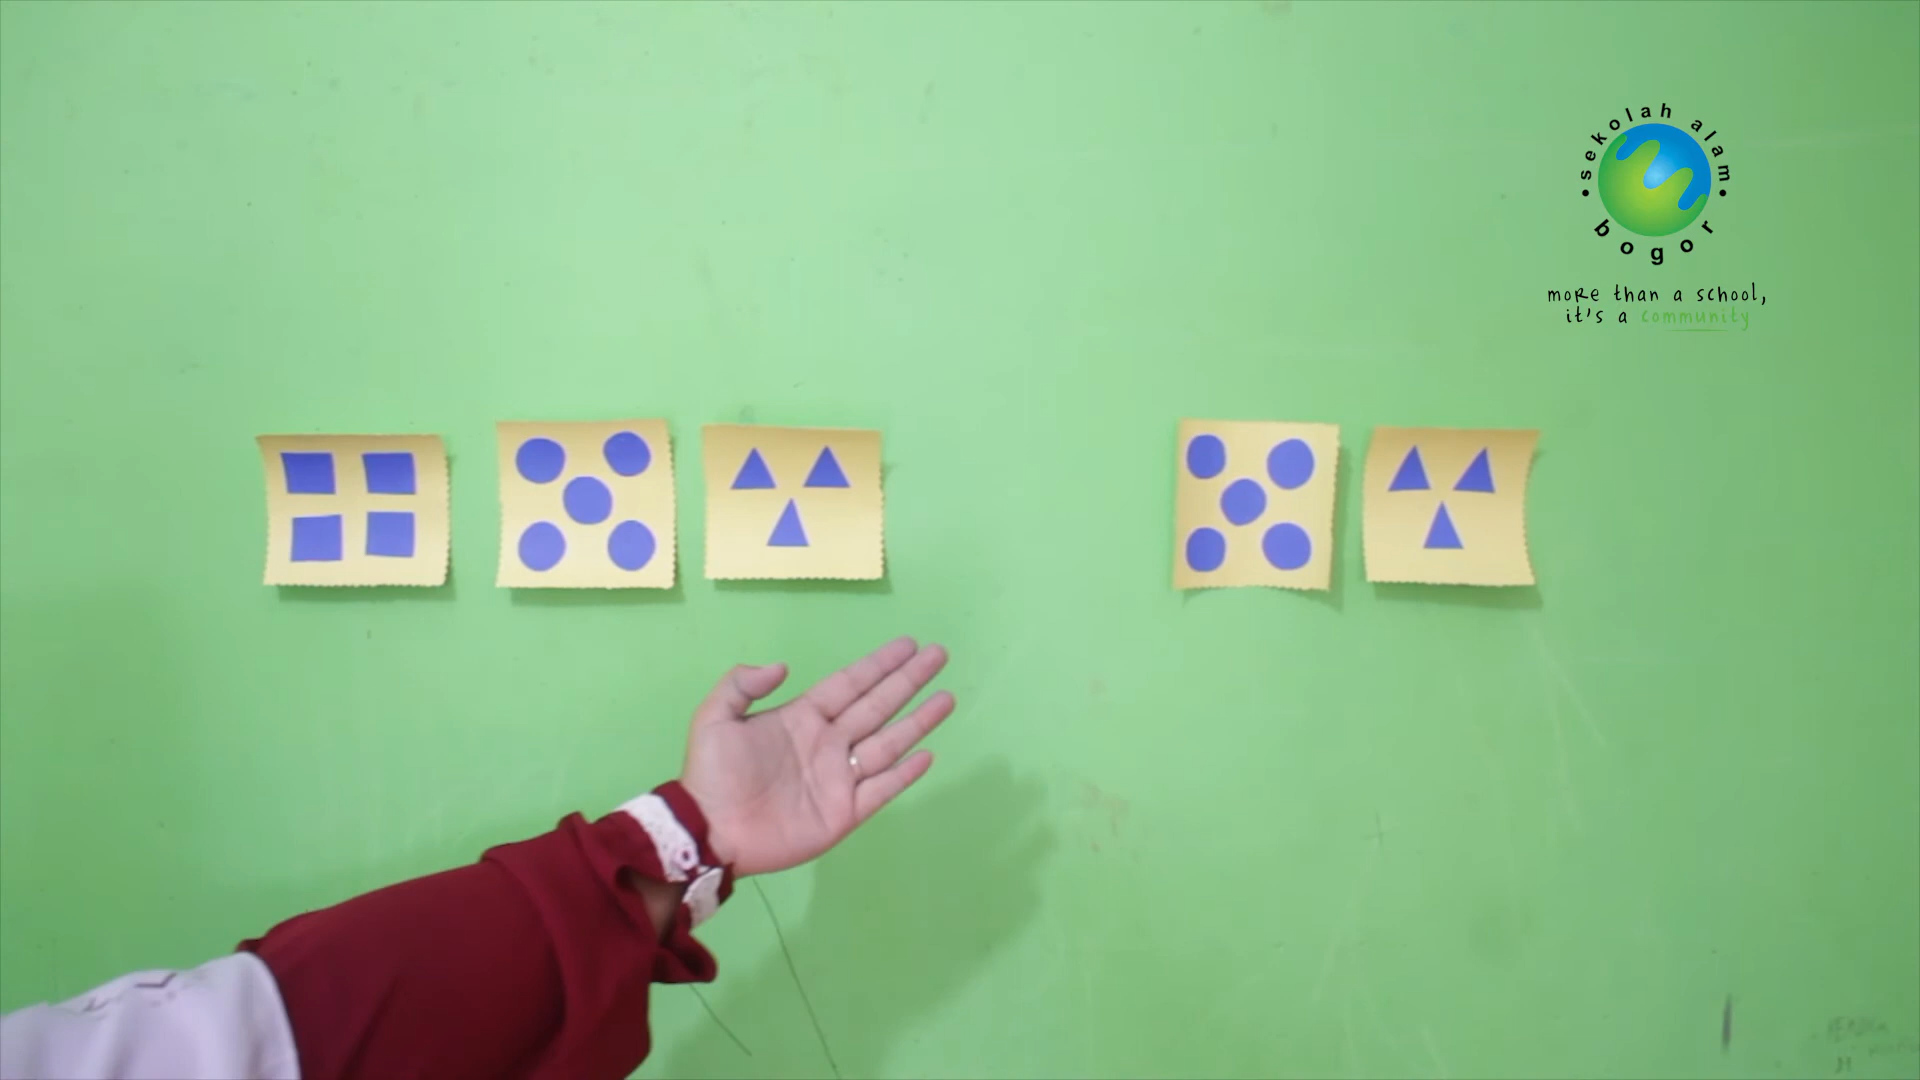 sekolah alam
bogor
more than a school,
it's a community